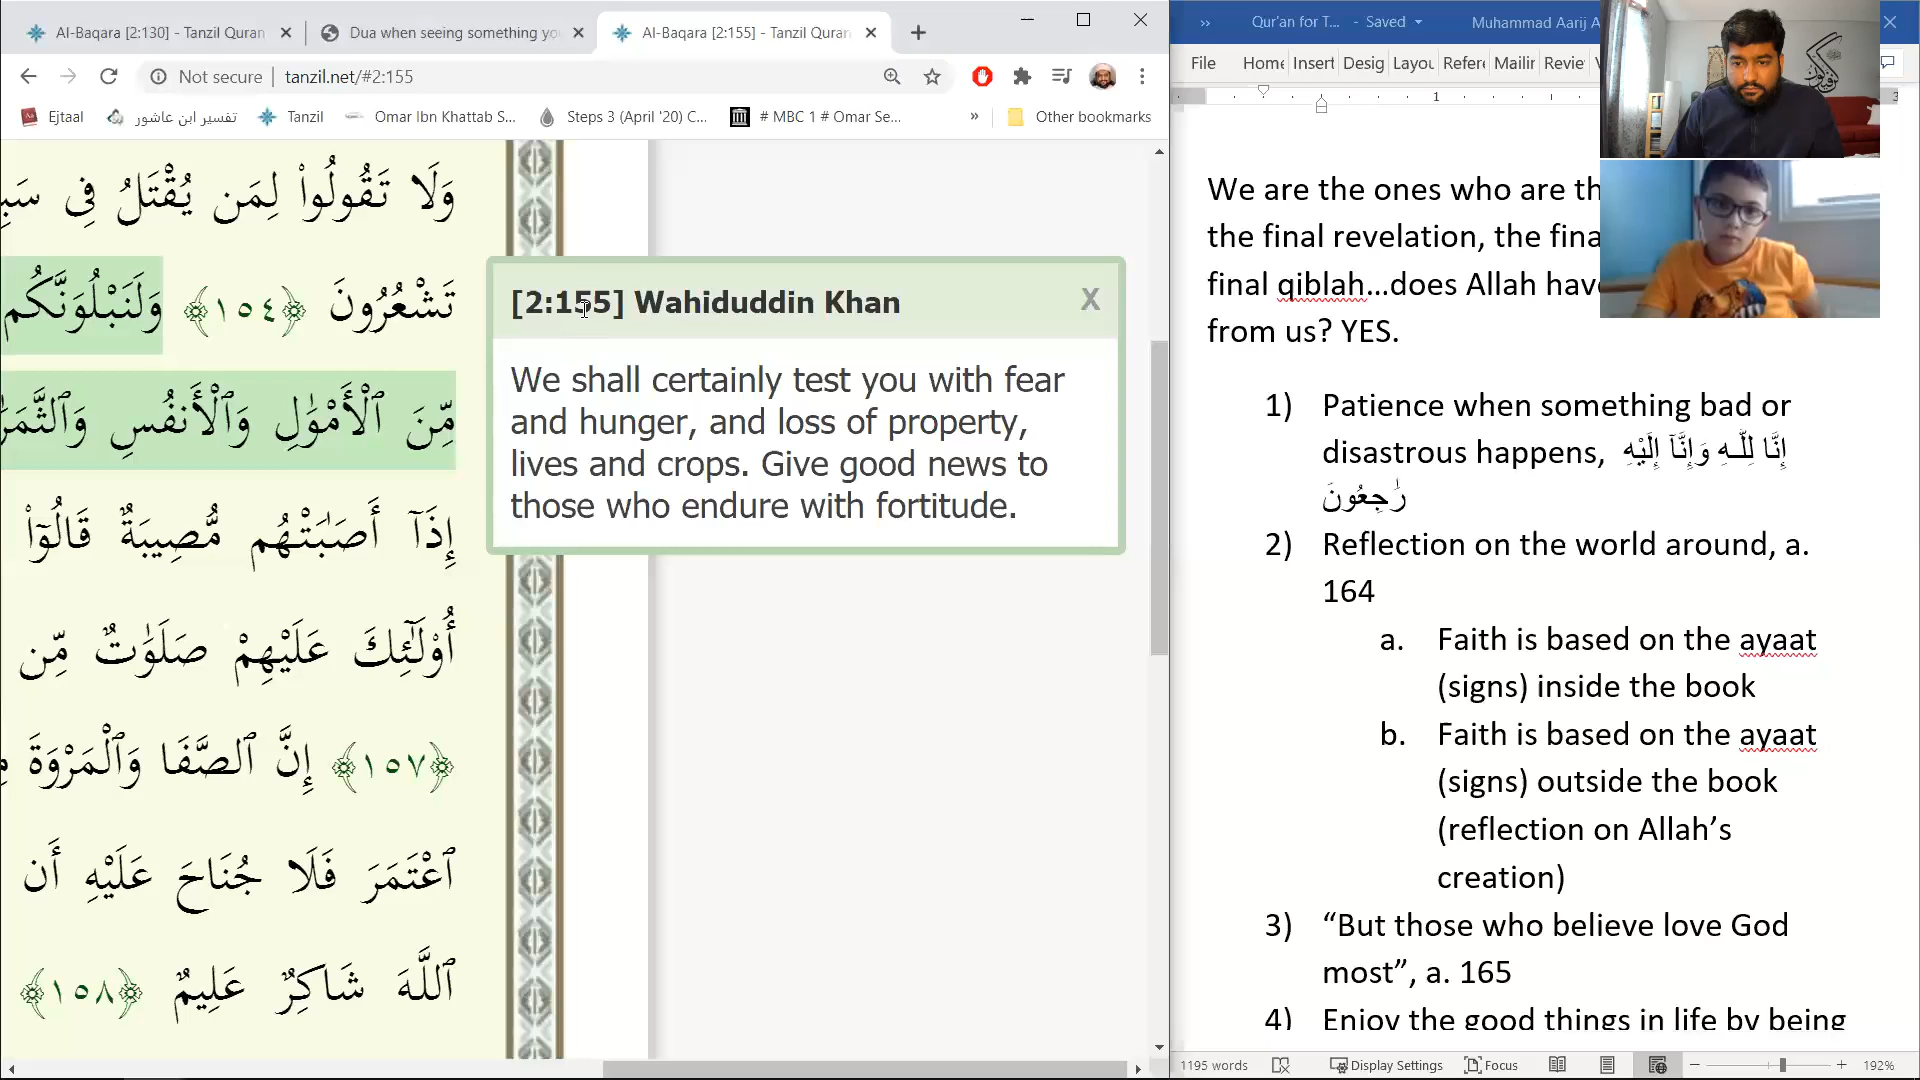 Al-Baqara [2:130] - Tanzil Quran
Dua when seeing something yo
Al-Baqara [2:155] - Tanzil Quran
Not secure | tanzil.net/#2:155
Ejtaal
تفسير ابن عاشور
Tanzil
Omar Ibn Khattab S...
Steps 3 (April '20) C...
# MBC 1 # Omar Se...
»
Other bookmarks
وَلَا تَقُولُوا۟ لِمَن يُقْتَلُ فِى
تَشْعُرُونَ ﴿١٥٤﴾ وَلَنَبْلُوَنَّكُم
مِّنَ ٱلْأَمْوَٰلِ وَٱلْأَنفُسِ
إِذَآ أَصَـٰبَتْهُم مُّصِيبَةٌ قَالُوٓا۟
أُو۟لَـٰٓئِكَ عَلَيْهِمْ صَلَوَٰتٌ مِّن
﴿١٥٧﴾ إِنَّ ٱلصَّفَا وَٱلْمَرْوَةَ
ٱعْتَمَرَ فَلَا جُنَاحَ عَلَيْهِ أَن
ٱللَّهَ شَاكِرٌ عَلِيمٌ ﴿١٥٨﴾
[2:155] Wahiduddin Khan
X
We shall certainly test you with fear
and hunger, and loss of property,
lives and crops. Give good news to
those who endure with fortitude.
»
Qur'an for T... - Saved
Muhammad Aarij A
File Home Insert Desig Layou Refere Mailin Review
1
3
We are the ones who are th
the final revelation, the fina
final qiblah...does Allah have
from us? YES.
1) Patience when something bad or
disastrous happens, إِنَّا لِلَّـهِ وَإِنَّآ إِلَيْهِ
رَٰجِعُونَ
2) Reflection on the world around, a.
164
a. Faith is based on the ayaat
(signs) inside the book
b. Faith is based on the ayaat
(signs) outside the book
(reflection on Allah's
creation)
3) “But those who believe love God
most”, a. 165
4) Enjoy the good things in life by being
1195 words
Display Settings
Focus
192%